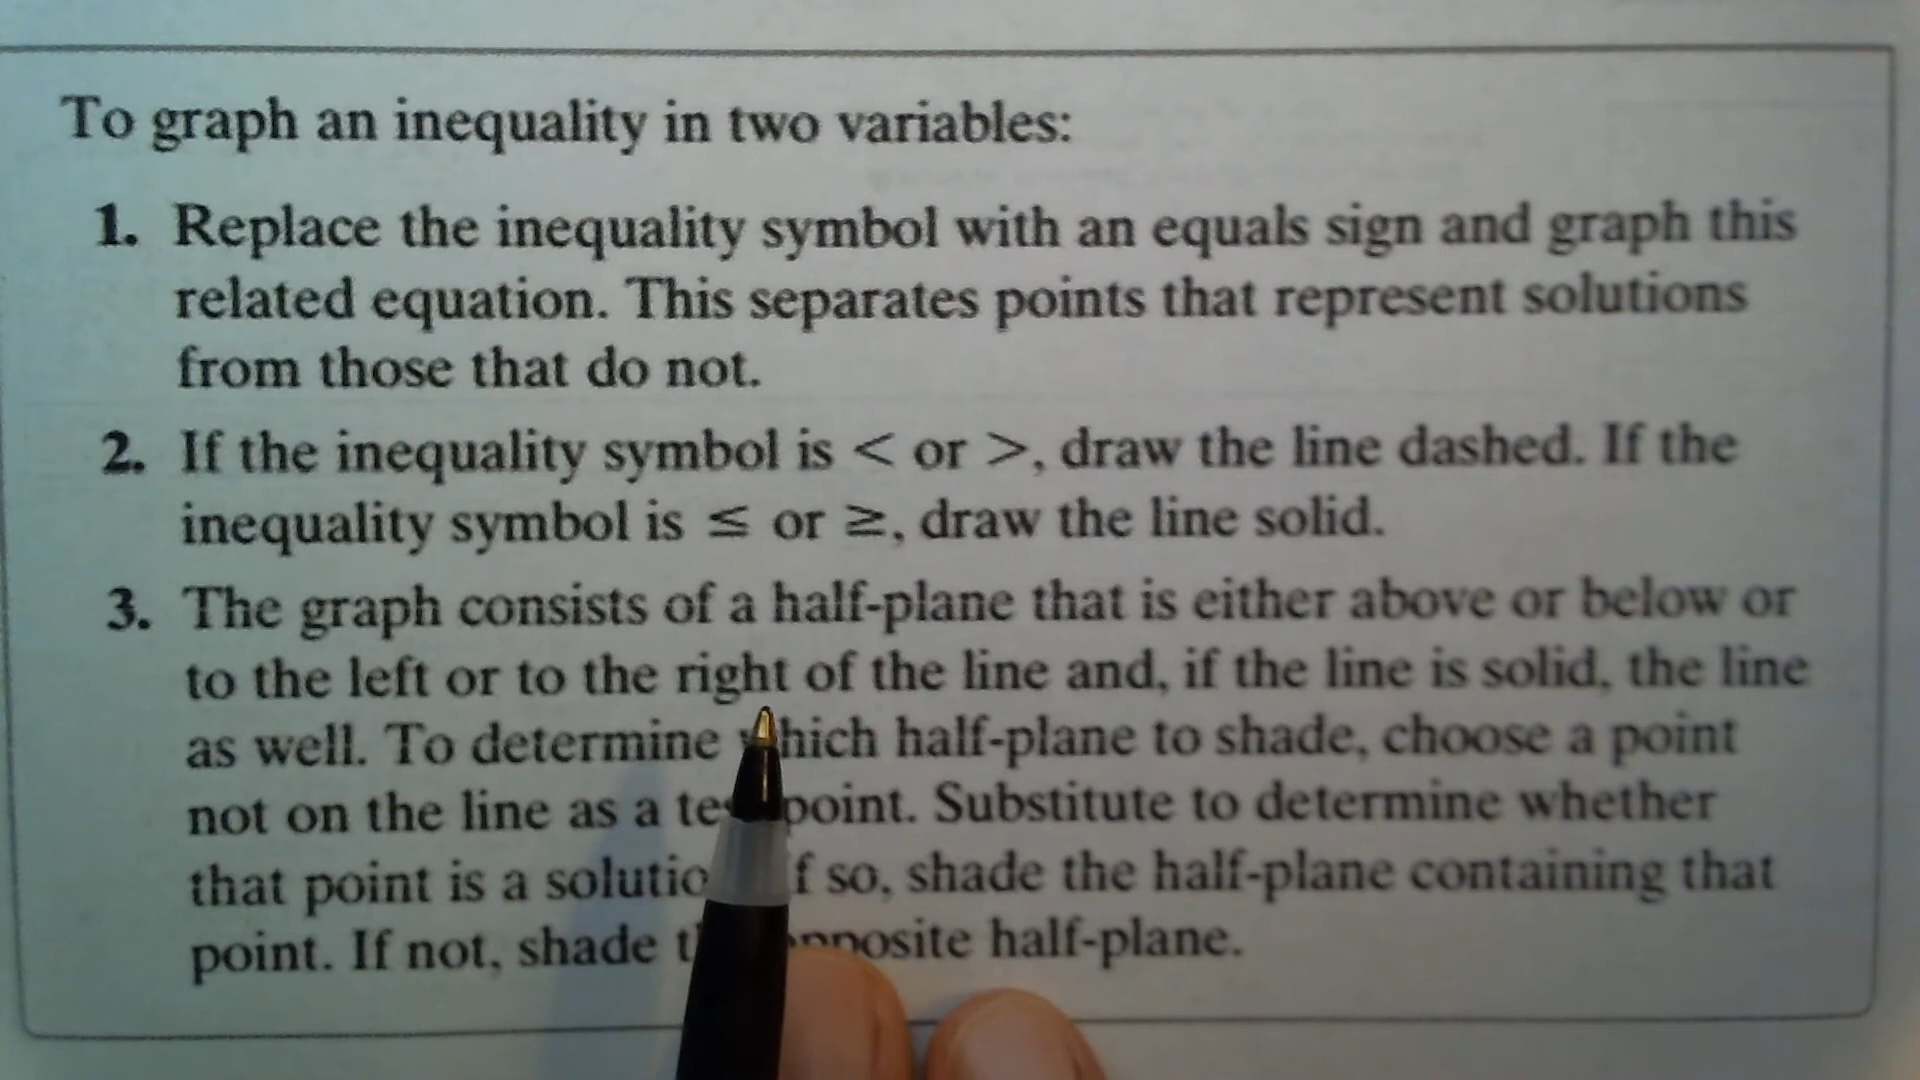 To graph an inequality in two variables:
1. Replace the inequality symbol with an equals sign and graph this
related equation. This separates points that represent solutions
from those that do not.
2. If the inequality symbol is < or >, draw the line dashed. If the
inequality symbol is ≤ or ≥, draw the line solid.
3. The graph consists of a half-plane that is either above or below or
to the left or to the right of the line and, if the line is solid, the line
as well. To determine which half-plane to shade, choose a point
not on the line as a point. Substitute to determine whether
that point is a so, shade the half-plane containing that
point. If not, shade half-plane.